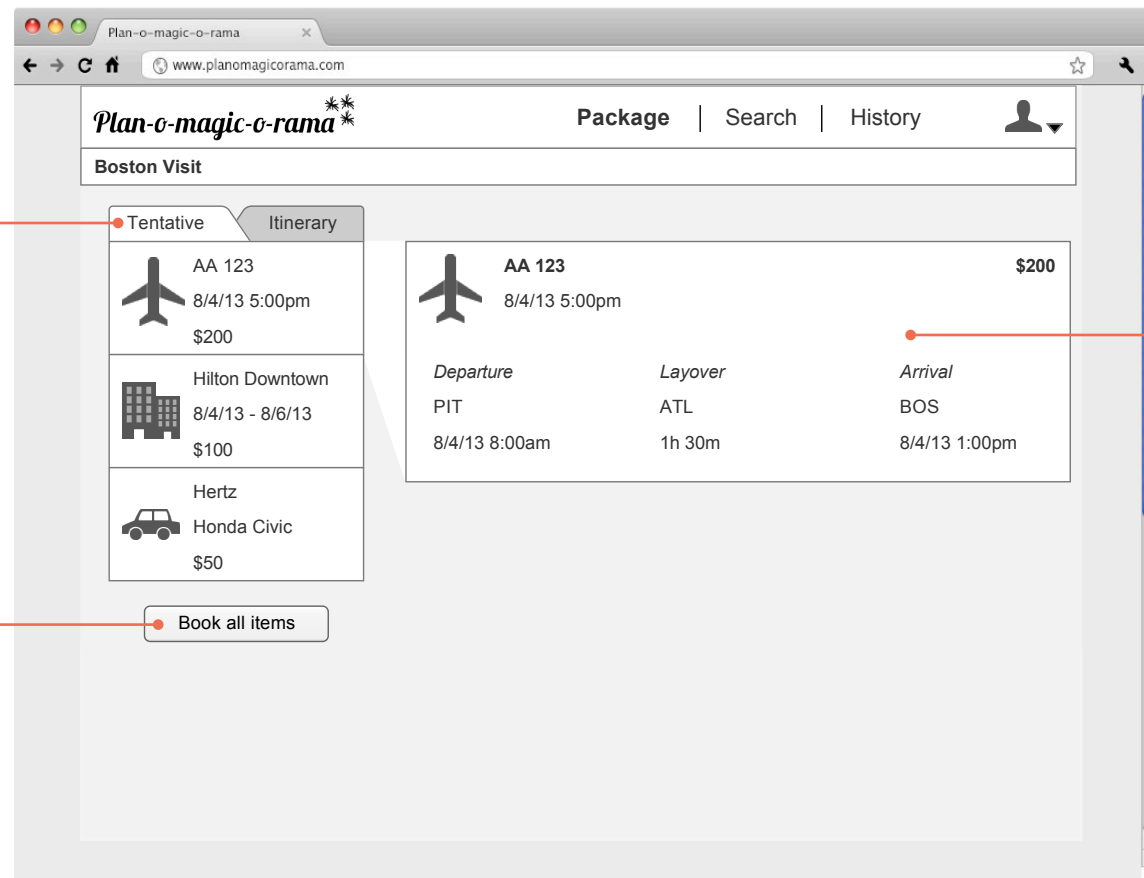 Plan-o-magic-o-rama
www.planomagicorama.com
Plan-o-magic-o-rama
Package | Search | History
Boston Visit
Tentative Itinerary
AA 123
8/4/13 5:00pm
$200
Hilton Downtown
8/4/13 - 8/6/13
$100
Hertz
Honda Civic
$50
Book all items
AA 123 $200
8/4/13 5:00pm
Departure Layover Arrival
PIT ATL BOS
8/4/13 8:00am 1h 30m 8/4/13 1:00pm